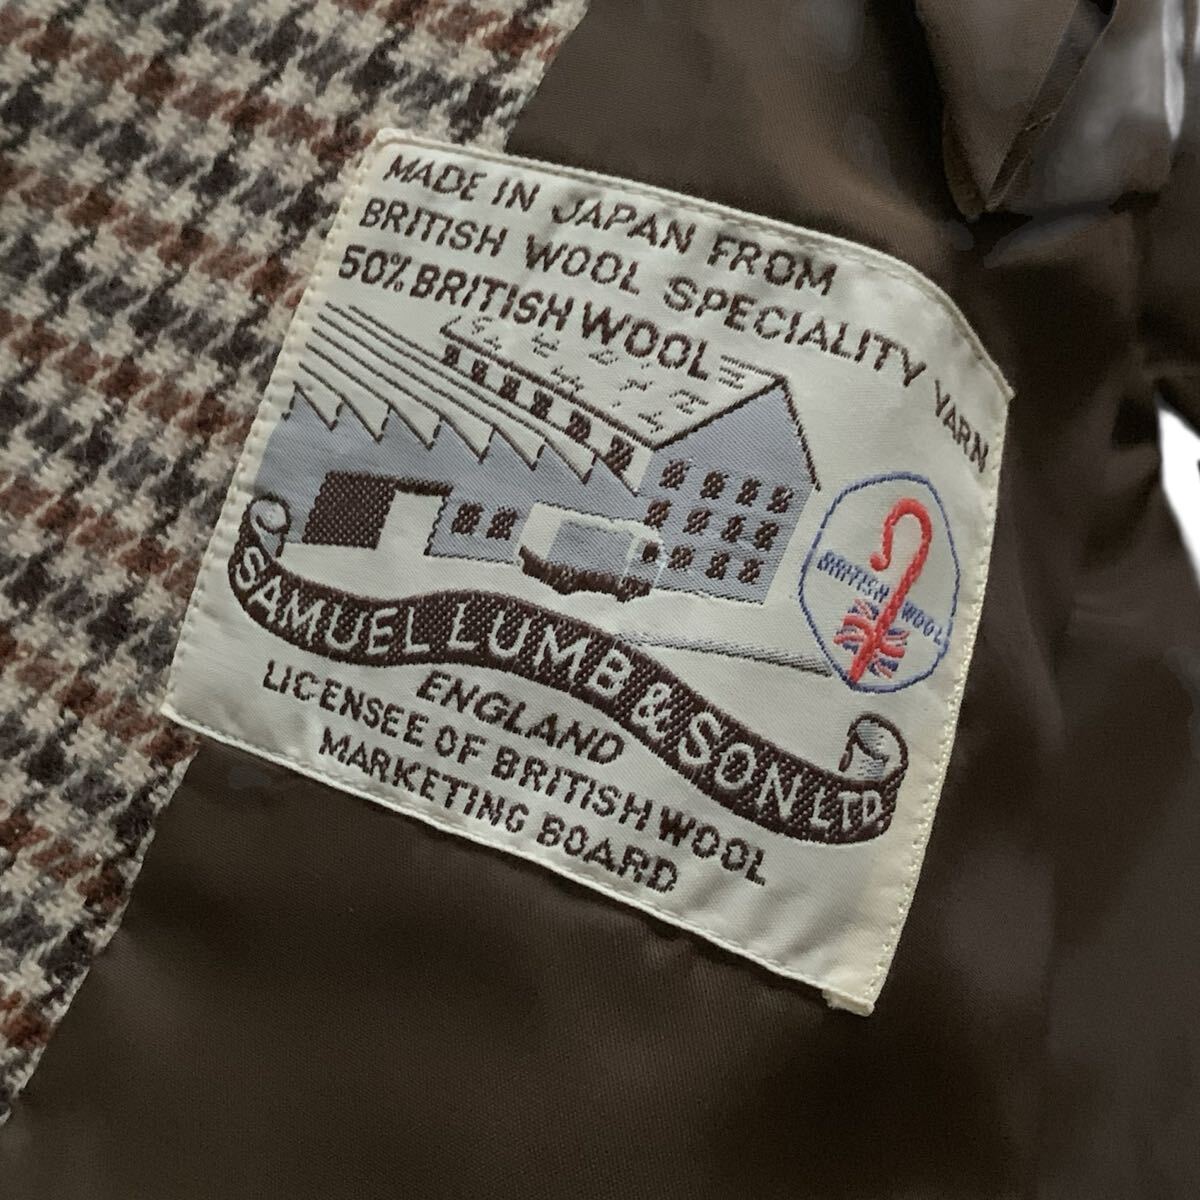 MADE IN JAPAN FROM
BRITISH WOOL SPECIALITY YARN
50% BRITISH WOOL
BRITISH WOOL
SAMUEL LUMB & SON LTD
ENGLAND
LICENSEE OF BRITISH WOOL
MARKETING BOARD